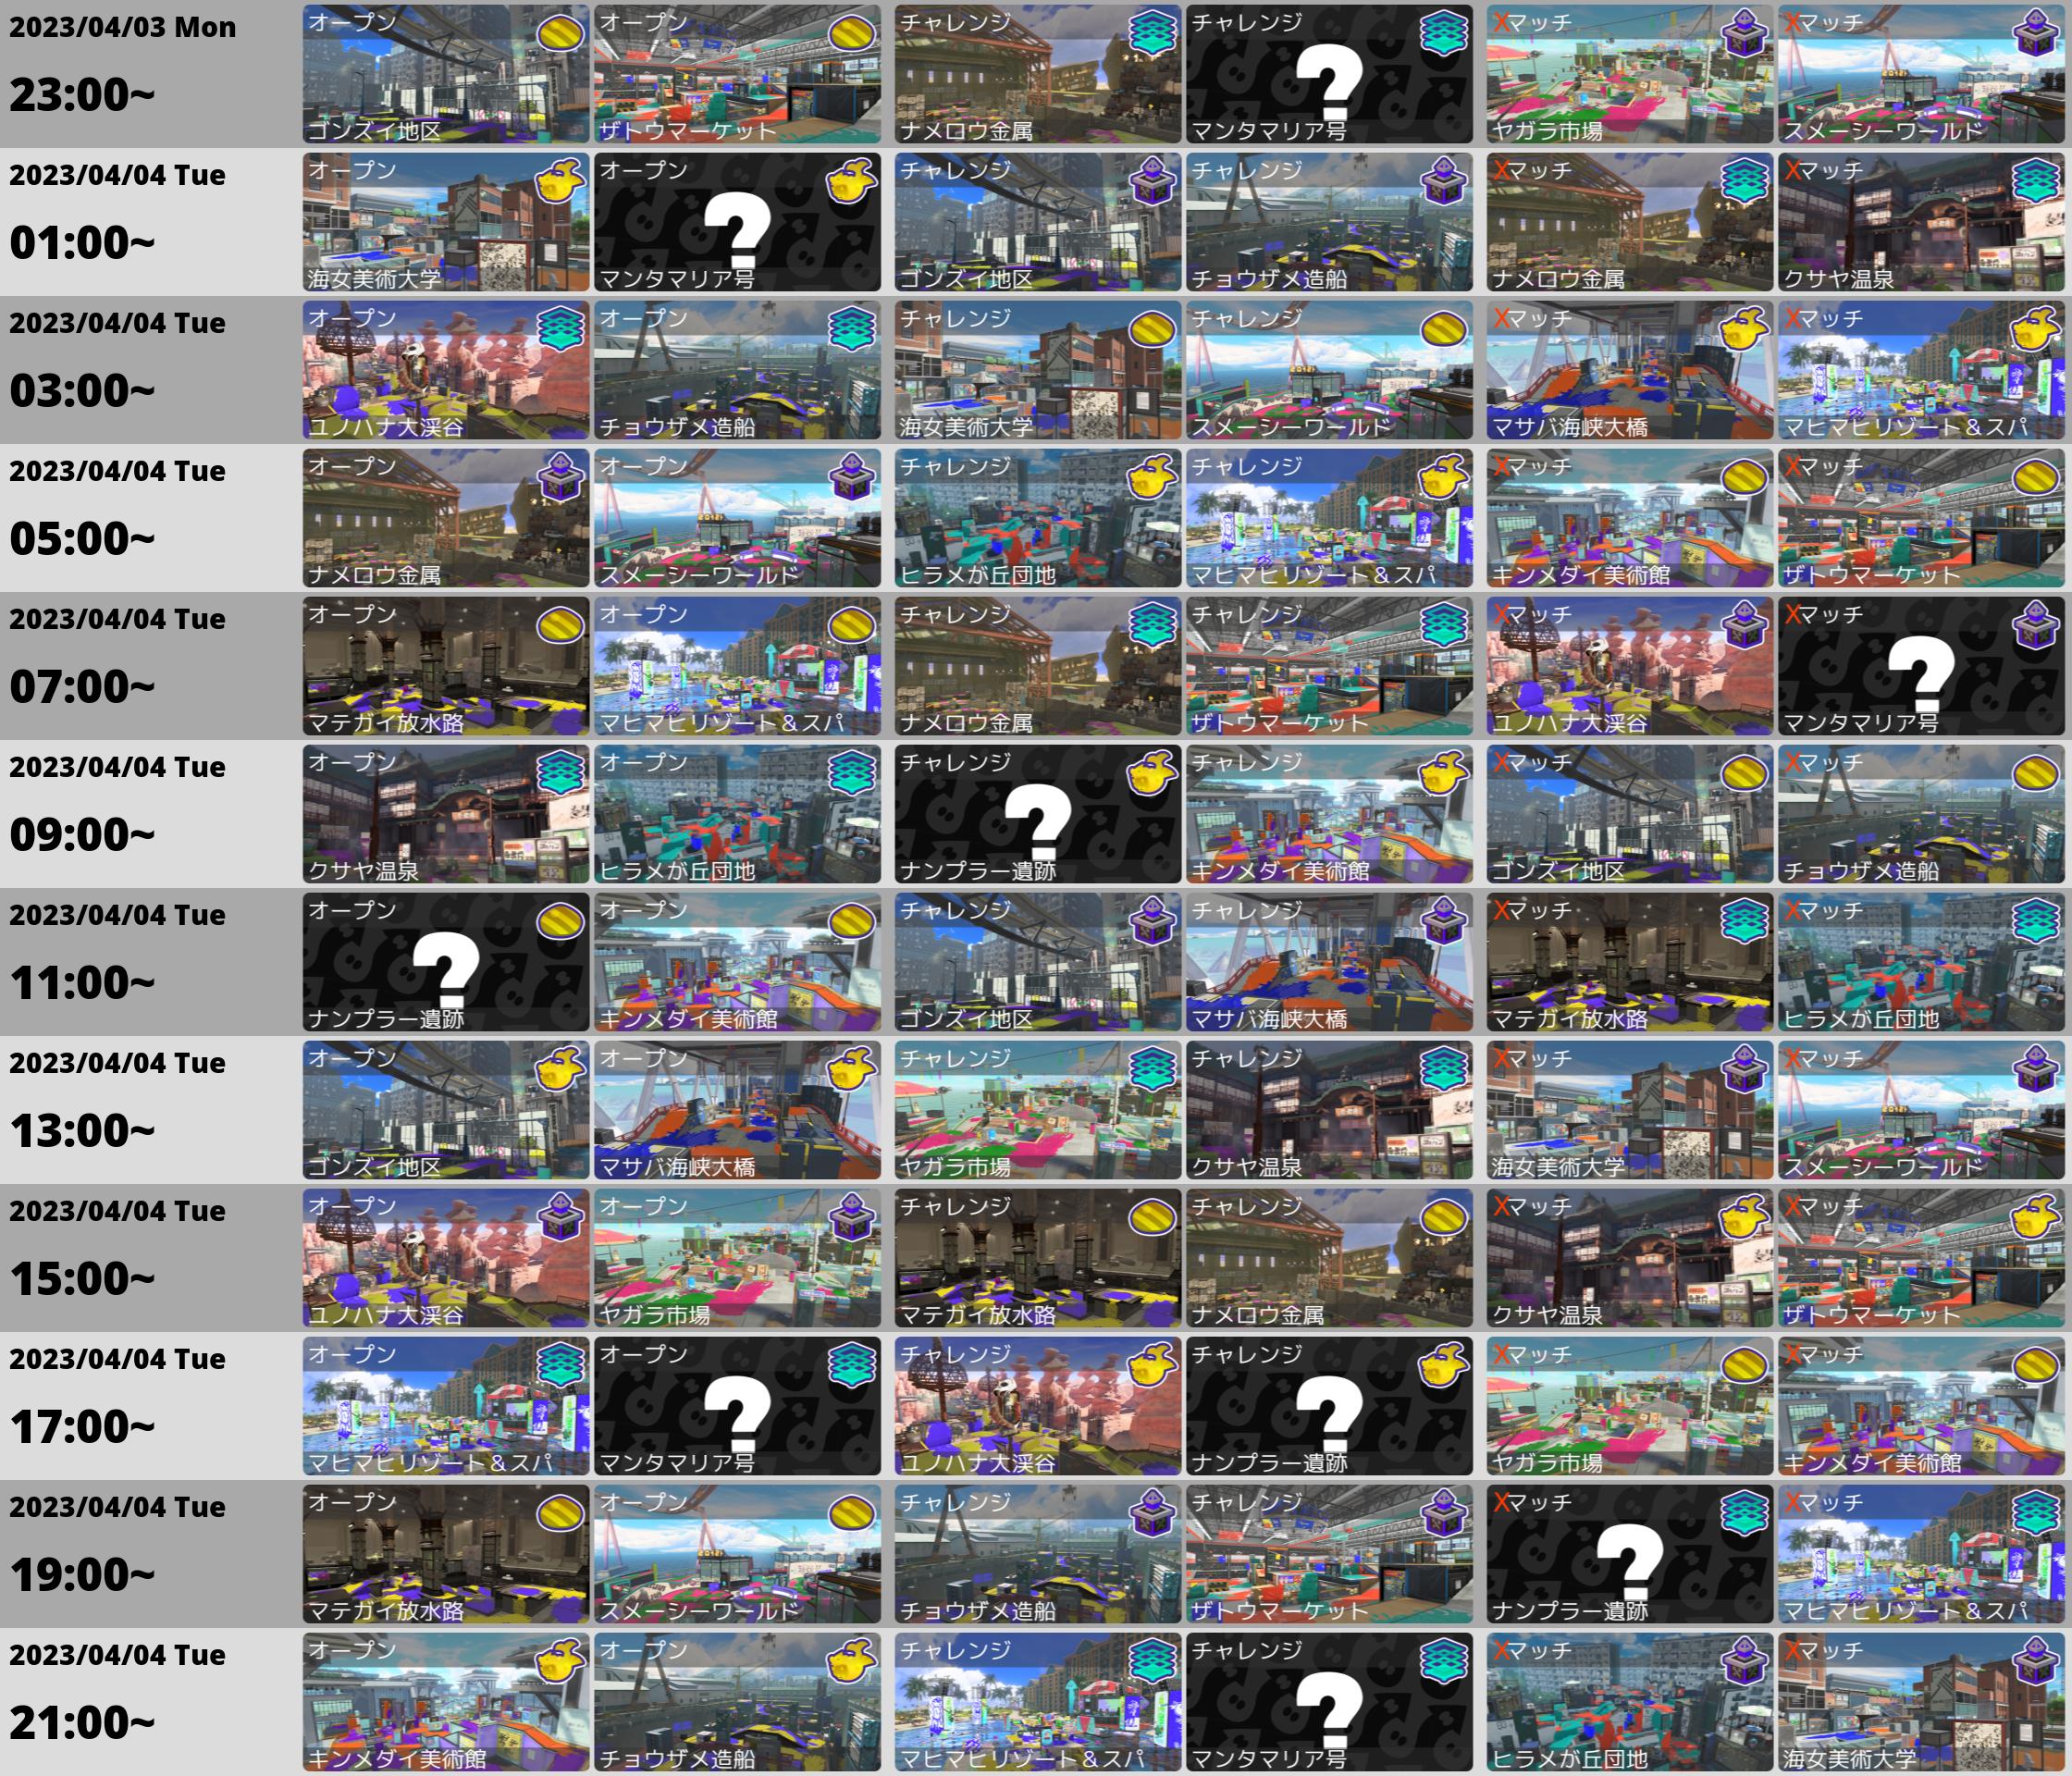 2023/04/03 Mon
23:00~
オープン
ゴンズイ地区
オープン
ザトウマーケット
チャレンジ
ナメロウ金属
チャレンジ
マンタマリア号
Xマッチ
ヤガラ市場
Xマッチ
スメーシーワールド
2023/04/04 Tue
01:00~
オープン
海女美術大学
オープン
マンタマリア号
チャレンジ
ゴンズイ地区
チャレンジ
チョウザメ造船
Xマッチ
ナメロウ金属
Xマッチ
クサヤ温泉
2023/04/04 Tue
03:00~
オープン
ユノハナ大渓谷
オープン
チョウザメ造船
チャレンジ
海女美術大学
チャレンジ
スメーシーワールド
Xマッチ
マサバ海峡大橋
Xマッチ
マヒマヒリゾート＆スパ
2023/04/04 Tue
05:00~
オープン
ナメロウ金属
オープン
スメーシーワールド
チャレンジ
ヒラメが丘団地
チャレンジ
マヒマヒリゾート＆スパ
Xマッチ
キンメダイ美術館
Xマッチ
ザトウマーケット
2023/04/04 Tue
07:00~
オープン
マテガイ放水路
オープン
マヒマヒリゾート＆スパ
チャレンジ
ナメロウ金属
チャレンジ
ザトウマーケット
Xマッチ
ユノハナ大渓谷
Xマッチ
マンタマリア号
2023/04/04 Tue
09:00~
オープン
クサヤ温泉
オープン
ヒラメが丘団地
チャレンジ
ナンプラー遺跡
チャレンジ
キンメダイ美術館
Xマッチ
ゴンズイ地区
Xマッチ
チョウザメ造船
2023/04/04 Tue
11:00~
オープン
ナンプラー遺跡
オープン
キンメダイ美術館
チャレンジ
ゴンズイ地区
チャレンジ
マサバ海峡大橋
Xマッチ
マテガイ放水路
Xマッチ
ヒラメが丘団地
2023/04/04 Tue
13:00~
オープン
ゴンズイ地区
オープン
マサバ海峡大橋
チャレンジ
ヤガラ市場
チャレンジ
クサヤ温泉
Xマッチ
海女美術大学
Xマッチ
スメーシーワールド
2023/04/04 Tue
15:00~
オープン
ユノハナ大渓谷
オープン
ヤガラ市場
チャレンジ
マテガイ放水路
チャレンジ
ナメロウ金属
Xマッチ
クサヤ温泉
Xマッチ
ザトウマーケット
2023/04/04 Tue
17:00~
オープン
マヒマヒリゾート＆スパ
オープン
マンタマリア号
チャレンジ
ユノハナ大渓谷
チャレンジ
ナンプラー遺跡
Xマッチ
ヤガラ市場
Xマッチ
キンメダイ美術館
2023/04/04 Tue
19:00~
オープン
マテガイ放水路
オープン
スメーシーワールド
チャレンジ
チョウザメ造船
チャレンジ
ザトウマーケット
Xマッチ
ナンプラー遺跡
Xマッチ
マヒマヒリゾート＆スパ
2023/04/04 Tue
21:00~
オープン
キンメダイ美術館
オープン
チョウザメ造船
チャレンジ
マヒマヒリゾート＆スパ
チャレンジ
マンタマリア号
Xマッチ
ヒラメが丘団地
Xマッチ
海女美術大学